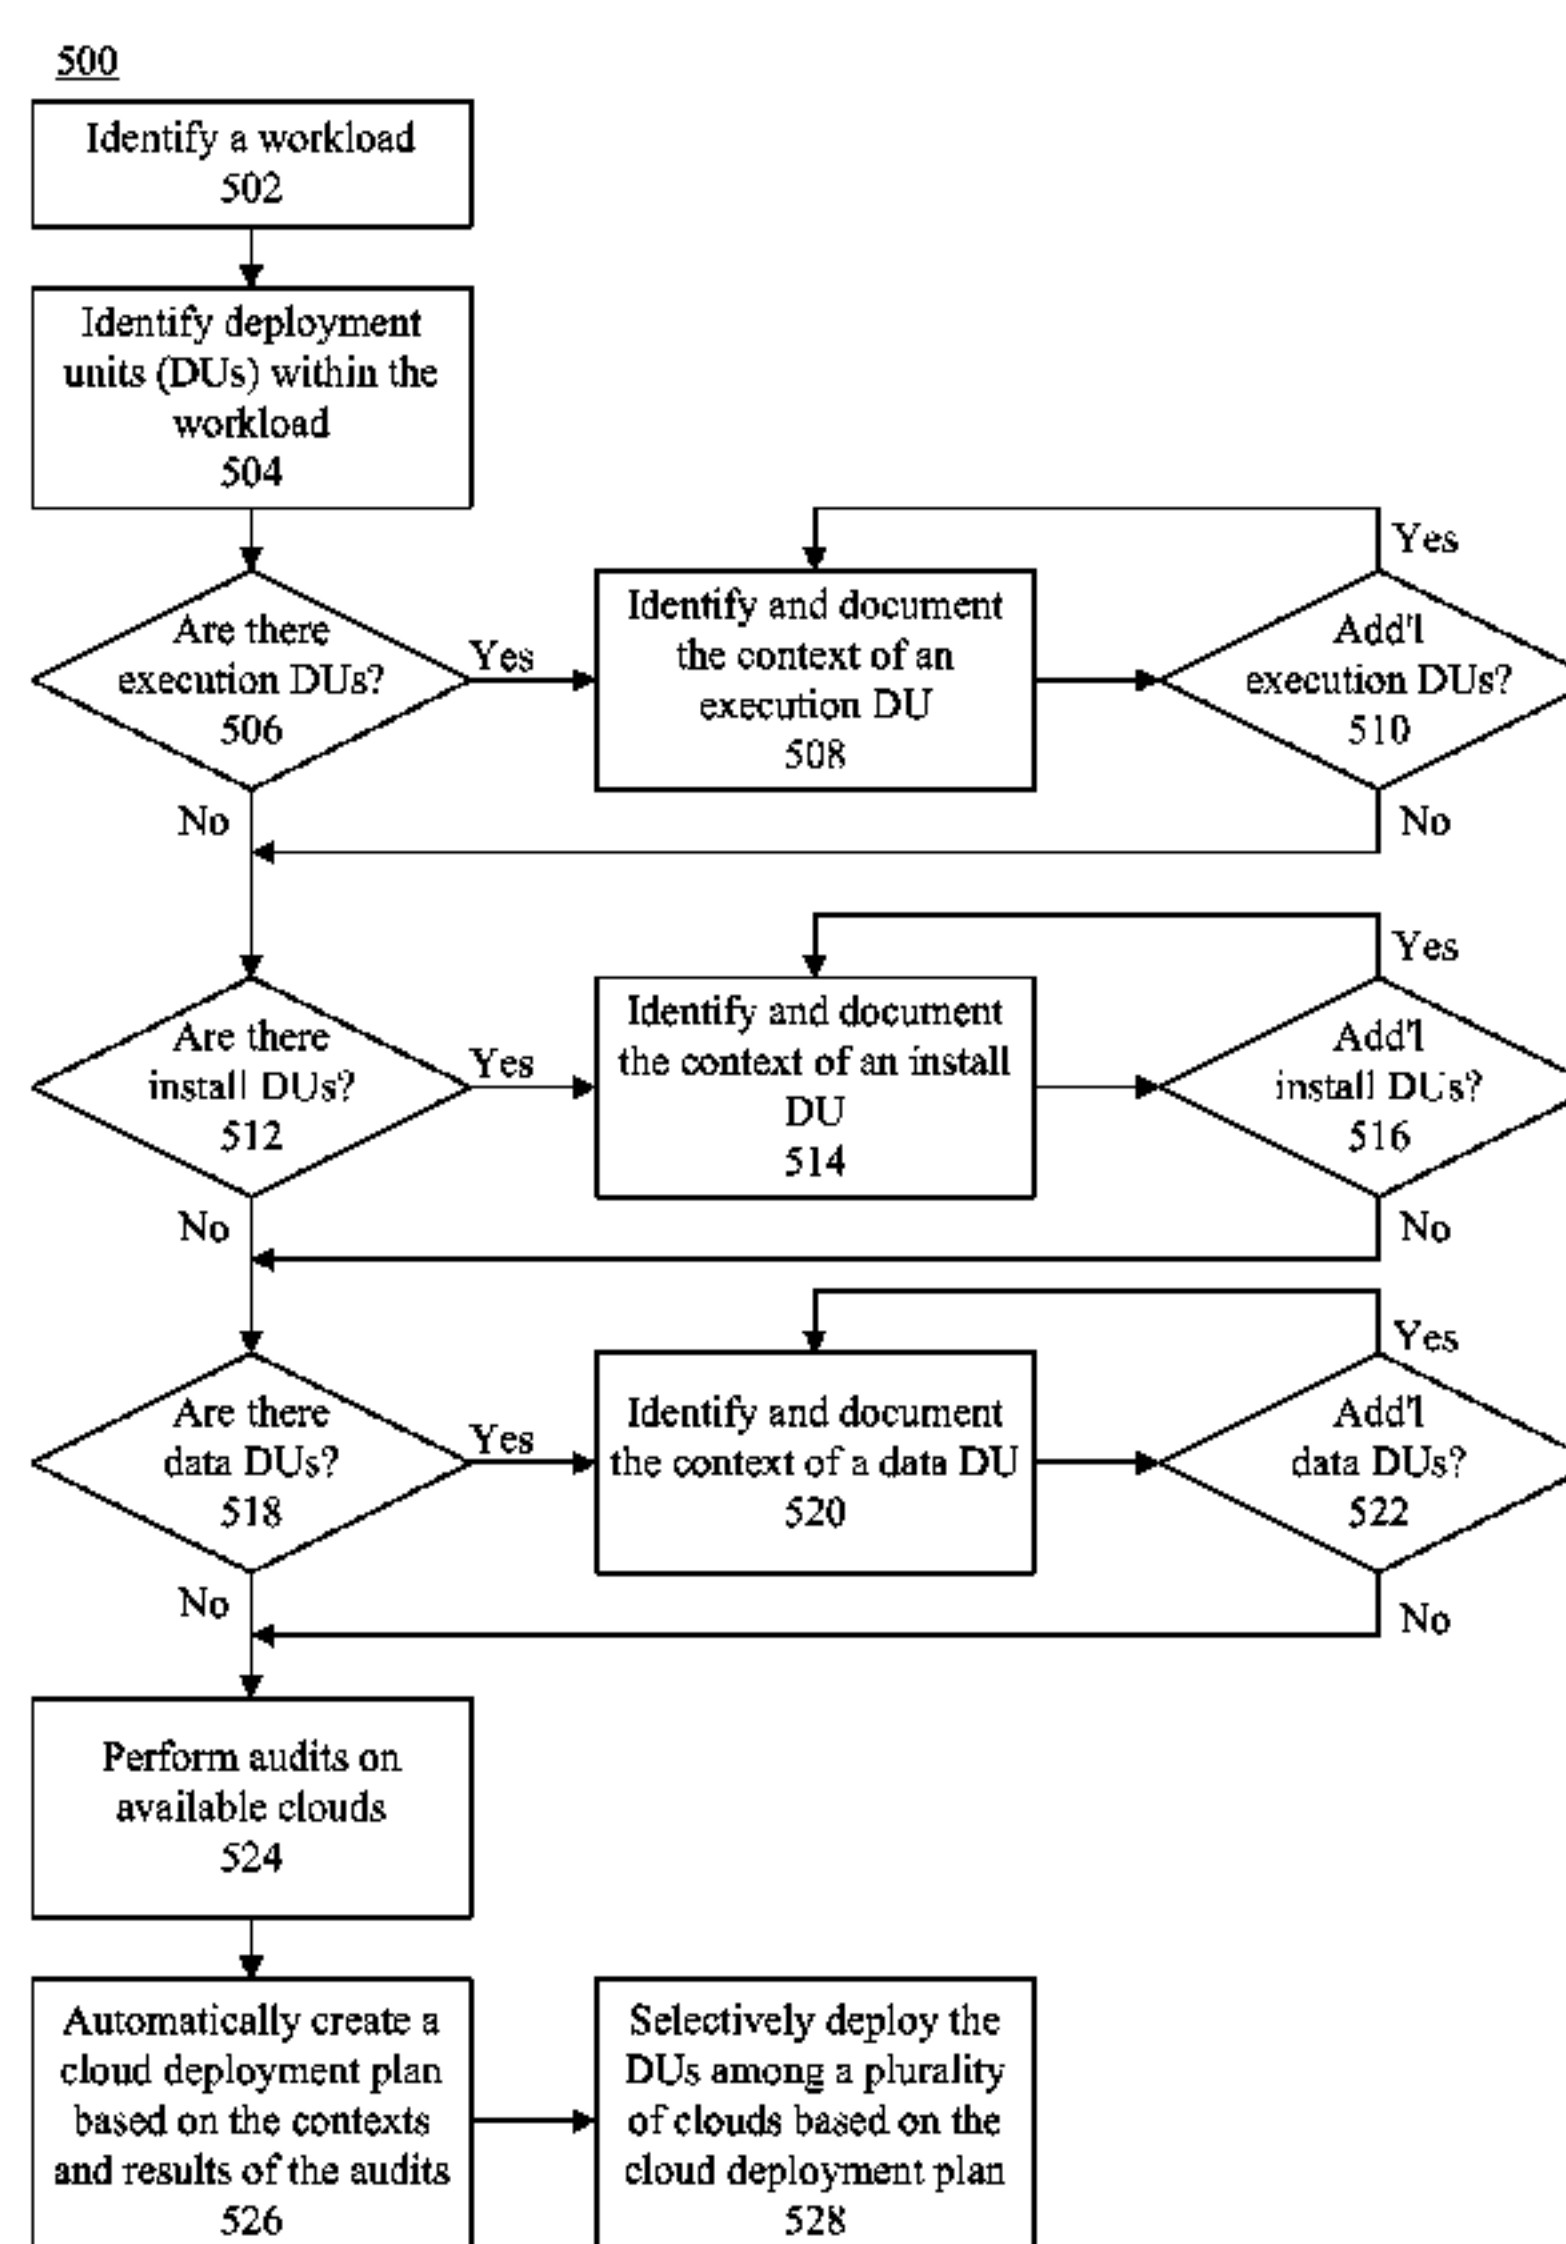 500
Identify a workload
502
Identify deployment
units (DUs) within the
workload
504
Are there
execution DUs?
506
Yes
No
Identify and document
the context of an
execution DU
508
Add'l
execution DUs?
510
Yes
No
Are there
install DUs?
512
Yes
No
Identify and document
the context of an install
DU
514
Add'l
install DUs?
516
Yes
No
Are there
data DUs?
518
Yes
No
Identify and document
the context of a data DU
520
Add'l
data DUs?
522
Yes
No
Perform audits on
available clouds
524
Automatically create a
cloud deployment plan
based on the contexts
and results of the audits
526
Selectively deploy the
DUs among a plurality
of clouds based on the
cloud deployment plan
528